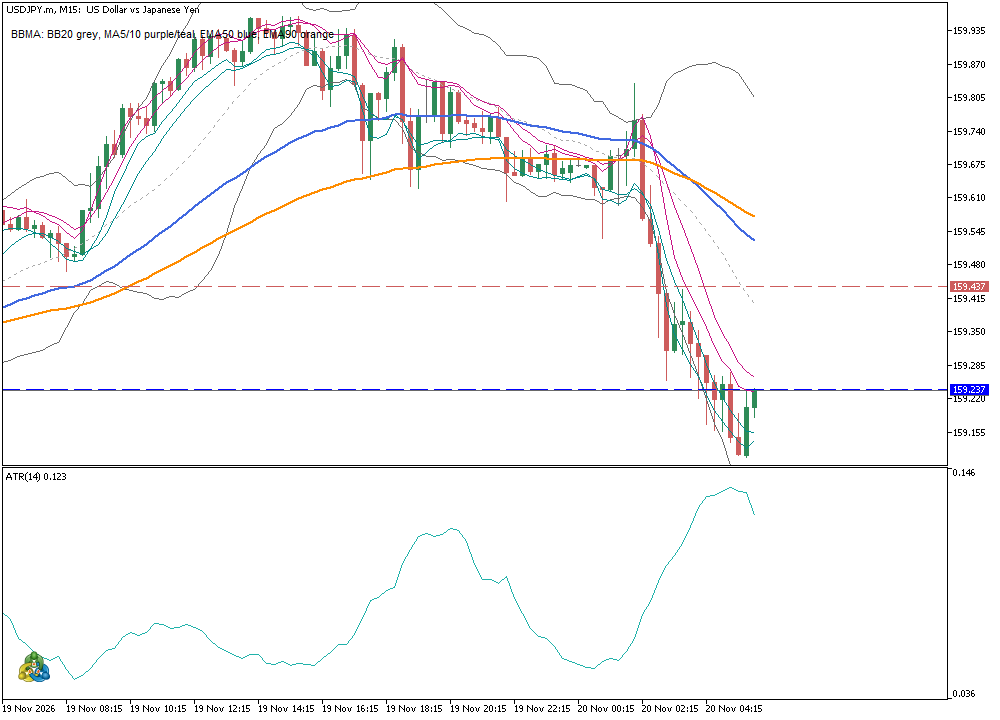 USDJPY.m, M15:  US Dollar vs Japanese Yen
BBMA: BB20 grey, MA5/10 purple/teal, EMA50 blue, EMA90 orange
159.935
159.870
159.805
159.740
159.675
159.610
159.545
159.480
159.437
159.415
159.350
159.285
159.237
159.220
159.155
ATR(14) 0.123
0.146
0.036
19 Nov 2026
19 Nov 08:15
19 Nov 10:15
19 Nov 12:15
19 Nov 14:15
19 Nov 16:15
19 Nov 18:15
19 Nov 20:15
19 Nov 22:15
20 Nov 00:15
20 Nov 02:15
20 Nov 04:15